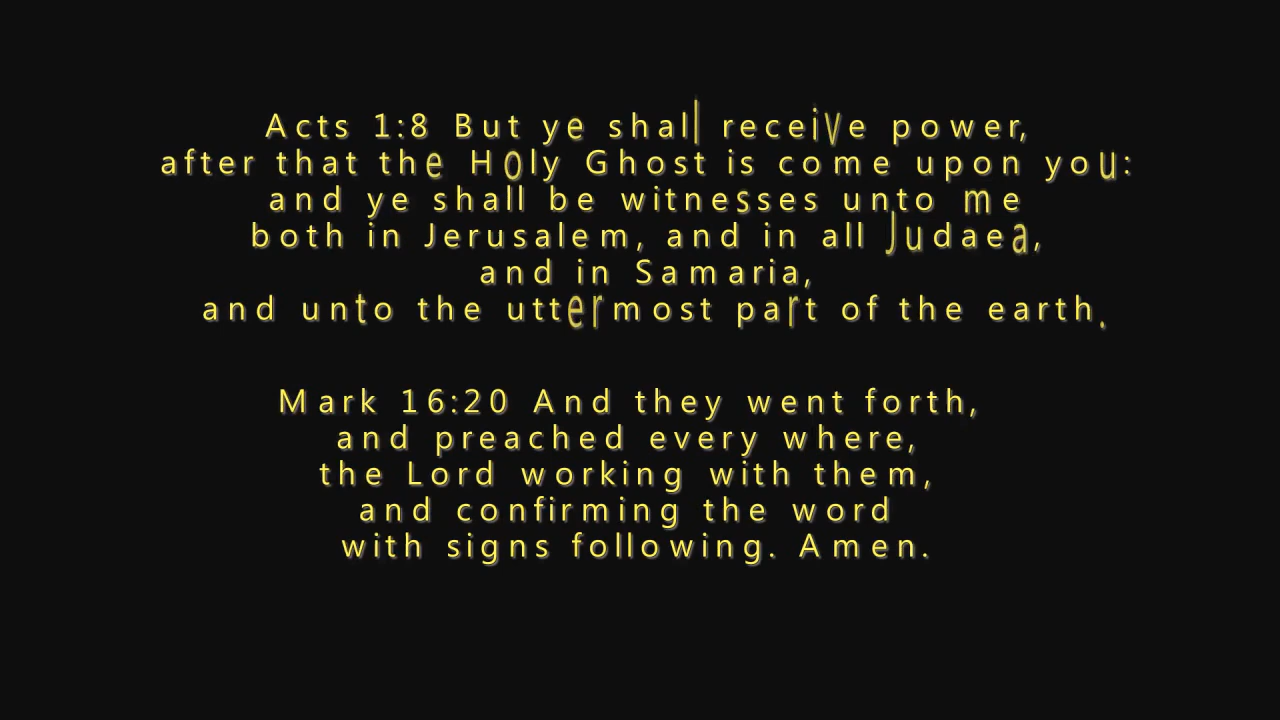 Acts 1:8 But ye shall receive power,
after that the Holy Ghost is come upon you:
and ye shall be witnesses unto me
both in Jerusalem, and in all Judaea,
and in Samaria,
and unto the uttermost part of the earth.
Mark 16:20 And they went forth,
and preached every where,
the Lord working with them,
and confirming the word
with signs following. Amen.